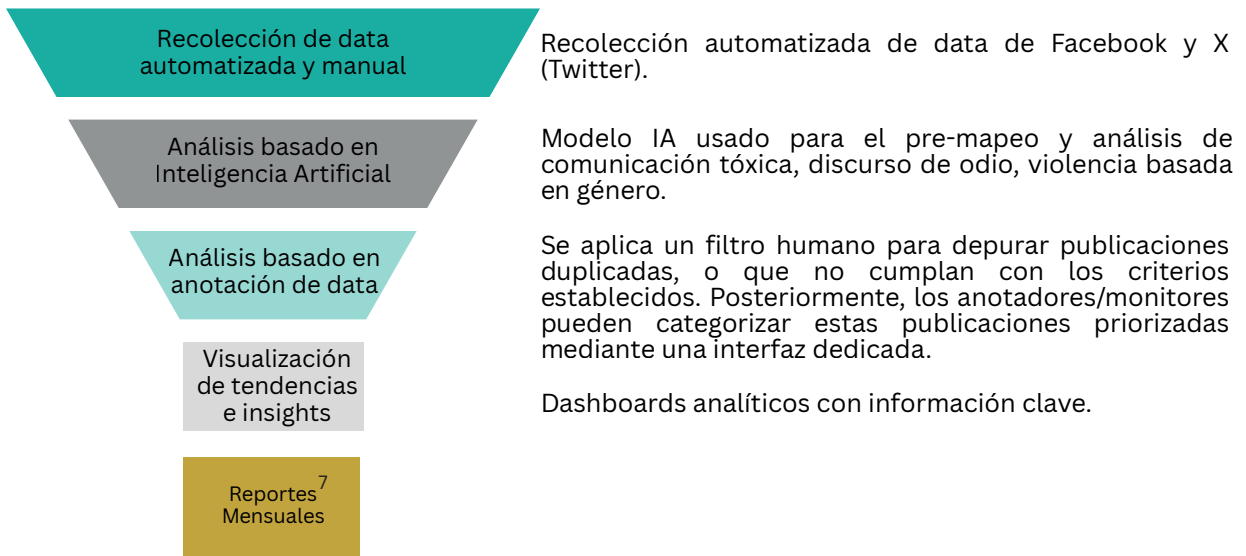 Recolección de data
automatizada y manual
Recolección automatizada de data de Facebook y X
(Twitter).
Análisis basado en
Inteligencia Artificial
Modelo IA usado para el pre-mapeo y análisis de
comunicación tóxica, discurso de odio, violencia basada
en género.
Análisis basado en
anotación de data
Se aplica un filtro humano para depurar publicaciones
duplicadas, o que no cumplan con los criterios
establecidos. Posteriormente, los anotadores/monitores
pueden categorizar estas publicaciones priorizadas
mediante una interfaz dedicada.
Visualización
de tendencias
e insights
Dashboards analíticos con información clave.
Reportes 7
Mensuales